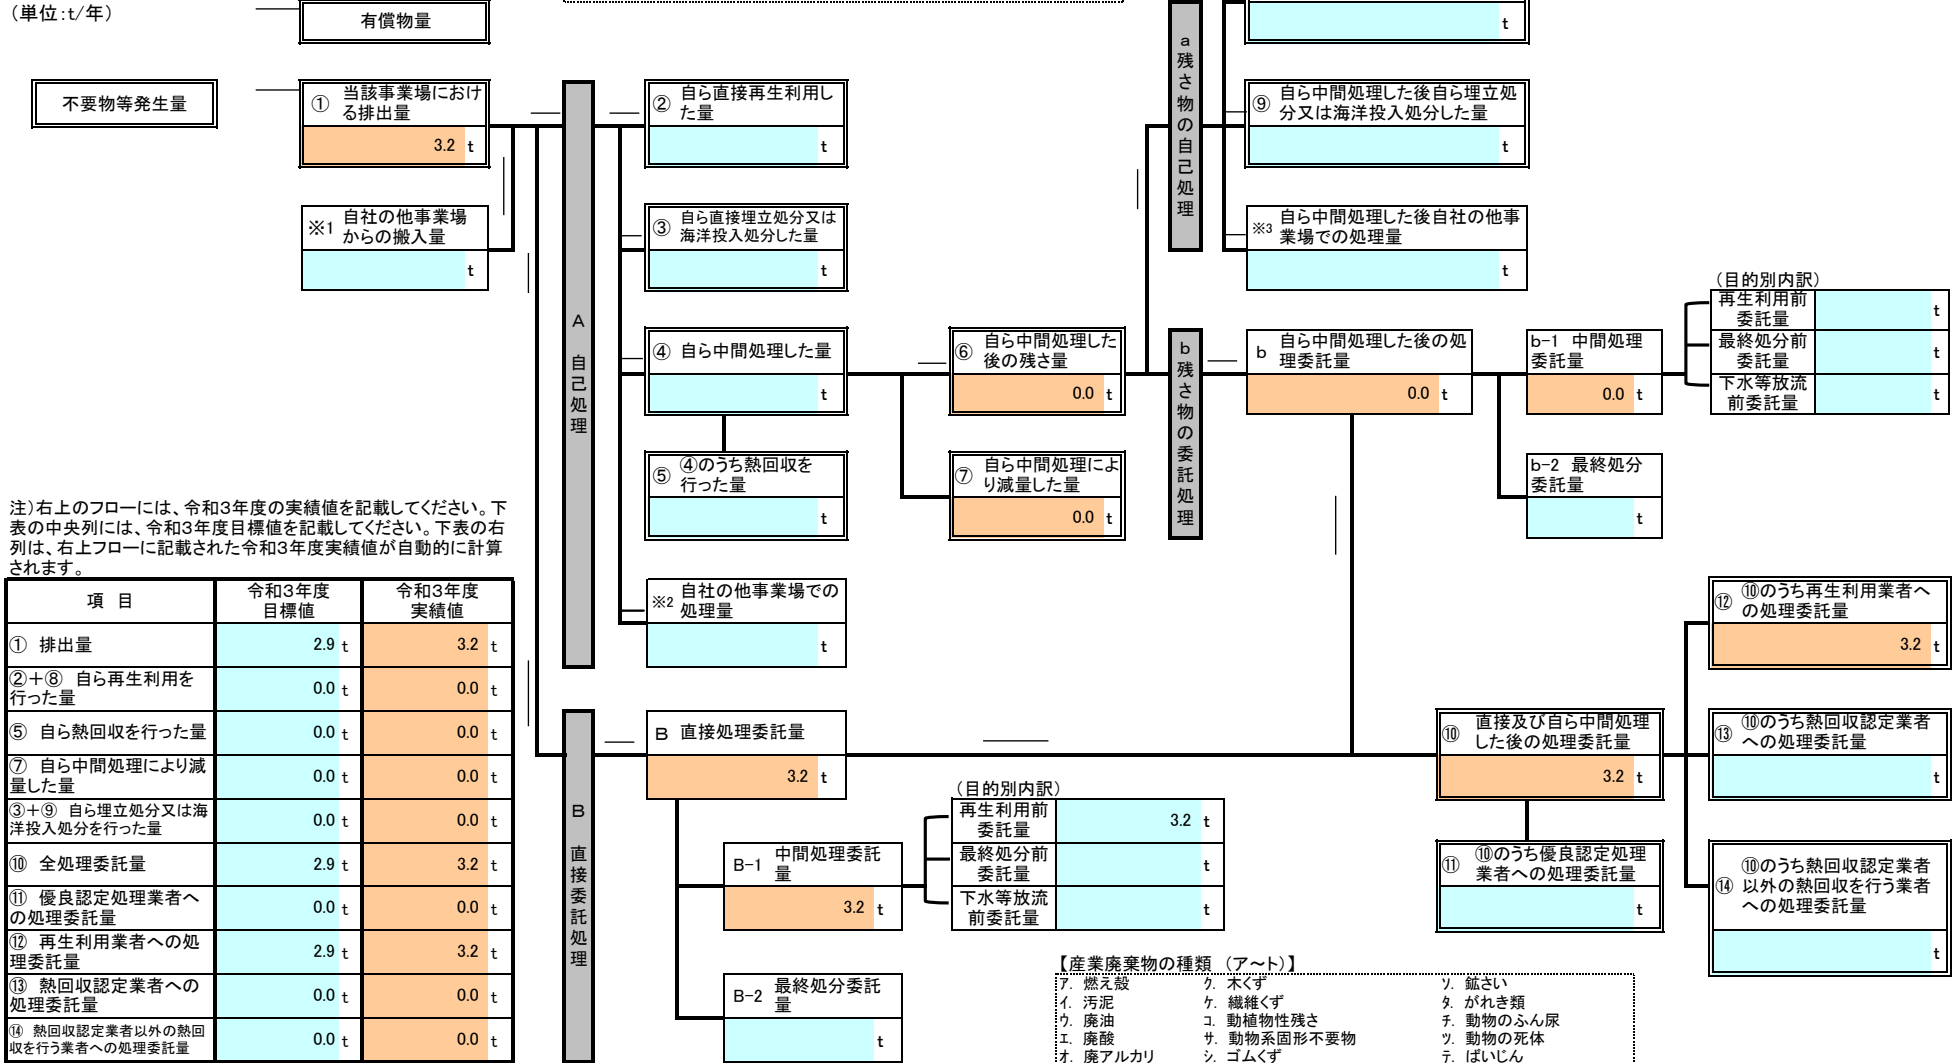 （単位：t/年）
有償物量
t
不要物等発生量
① 当該事業場におけ
る排出量
3.2 t
※1 自社の他事業場
からの搬入量
t
A 自己処理
② 自ら直接再生利用し
た量
t
③ 自ら直接埋立処分又は
海洋投入処分した量
t
④ 自ら中間処理した量
t
⑤ ④のうち熱回収を
行った量
t
※2 自社の他事業場での
処理量
t
⑥ 自ら中間処理した
後の残さ量
0.0 t
⑦ 自ら中間処理によ
り減量した量
0.0 t
a 残さ物の自己処理
⑨ 自ら中間処理した後自ら埋立処
分又は海洋投入処分した量
t
※3 自ら中間処理した後自社の他事
業場での処理量
t
b 残さ物の委託処理
b 自ら中間処理した後の処
理委託量
0.0 t
b-1 中間処理
委託量
0.0 t
（目的別内訳）
再生利用前
委託量 t
最終処分前
委託量 t
下水等放流
前委託量 t
b-2 最終処分
委託量
t
注）右上のフローには、令和３年度の実績値を記載してください。下
表の中央列には、令和３年度目標値を記載してください。下表の右
列は、右上フローに記載された令和３年度実績値が自動的に計算
されます。
項 目 令和３年度 目標値 令和３年度 実績値
① 排出量 2.9 t 3.2 t
②＋⑧ 自ら再生利用を
行った量 0.0 t 0.0 t
⑤ 自ら熱回収を行った量 0.0 t 0.0 t
⑦ 自ら中間処理により減
量した量 0.0 t 0.0 t
③＋⑨ 自ら埋立処分又は海
洋投入処分を行った量 0.0 t 0.0 t
⑩ 全処理委託量 2.9 t 3.2 t
⑪ 優良認定処理業者へ
の処理委託量 0.0 t 0.0 t
⑫ 再生利用業者への処
理委託量 2.9 t 3.2 t
⑬ 熱回収認定業者への
処理委託量 0.0 t 0.0 t
⑭ 熱回収認定業者以外の熱回
収を行う業者への処理委託量 0.0 t 0.0 t
B 直接委託処理
B 直接処理委託量
3.2 t
B-1 中間処理委託
量
3.2 t
（目的別内訳）
再生利用前
委託量 3.2 t
最終処分前
委託量 t
下水等放流
前委託量 t
B-2 最終処分委託
量
t
⑩ 直接及び自ら中間処理
した後の処理委託量
3.2 t
⑪ ⑩のうち優良認定処理
業者への処理委託量
t
⑫ ⑩のうち再生利用業者へ
の処理委託量
3.2 t
⑬ ⑩のうち熱回収認定業者
への処理委託量
t
⑭ ⑩のうち熱回収認定業者
以外の熱回収を行う業者
への処理委託量
t
【産業廃棄物の種類 （ア～ト）】
ｱ. 燃え殻 ｸ. 木くず ｿ. 鉱さい
ｲ. 汚泥 ｹ. 繊維くず ﾀ. がれき類
ｳ. 廃油 ｺ. 動植物性残さ ﾁ. 動物のふん尿
ｴ. 廃酸 ｻ. 動物系固形不要物 ﾂ. 動物の死体
ｵ. 廃アルカリ ｼ. ゴムくず ﾃ. ばいじん